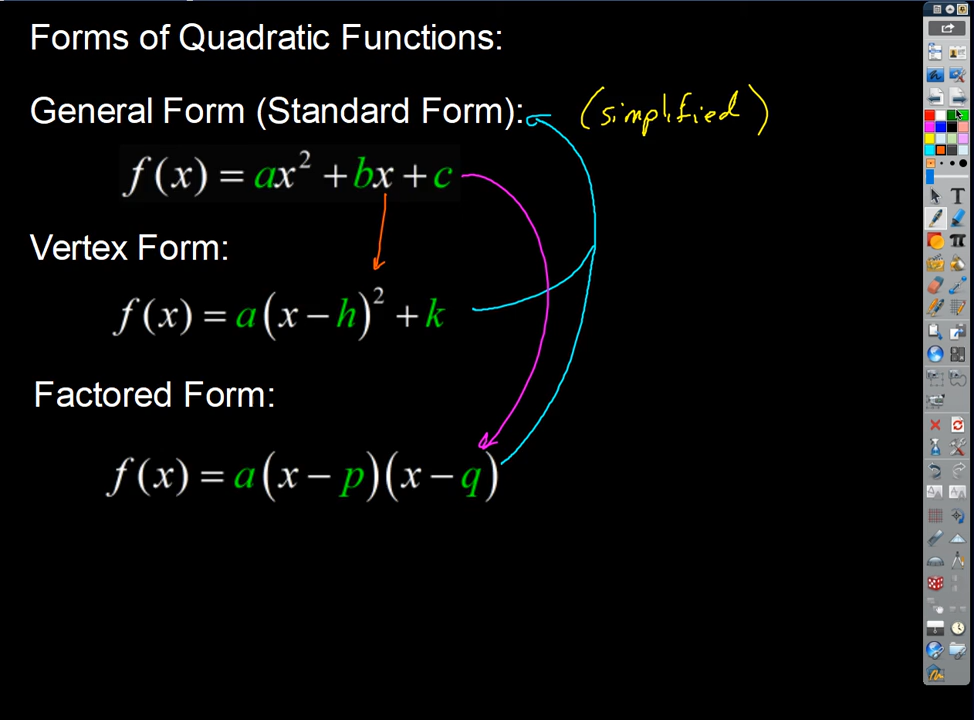 Forms of Quadratic Functions:
General Form (Standard Form): (simplified)
f(x) = ax² + bx + c
Vertex Form:
f(x) = a(x − h)² + k
Factored Form:
f(x) = a(x − p)(x − q)